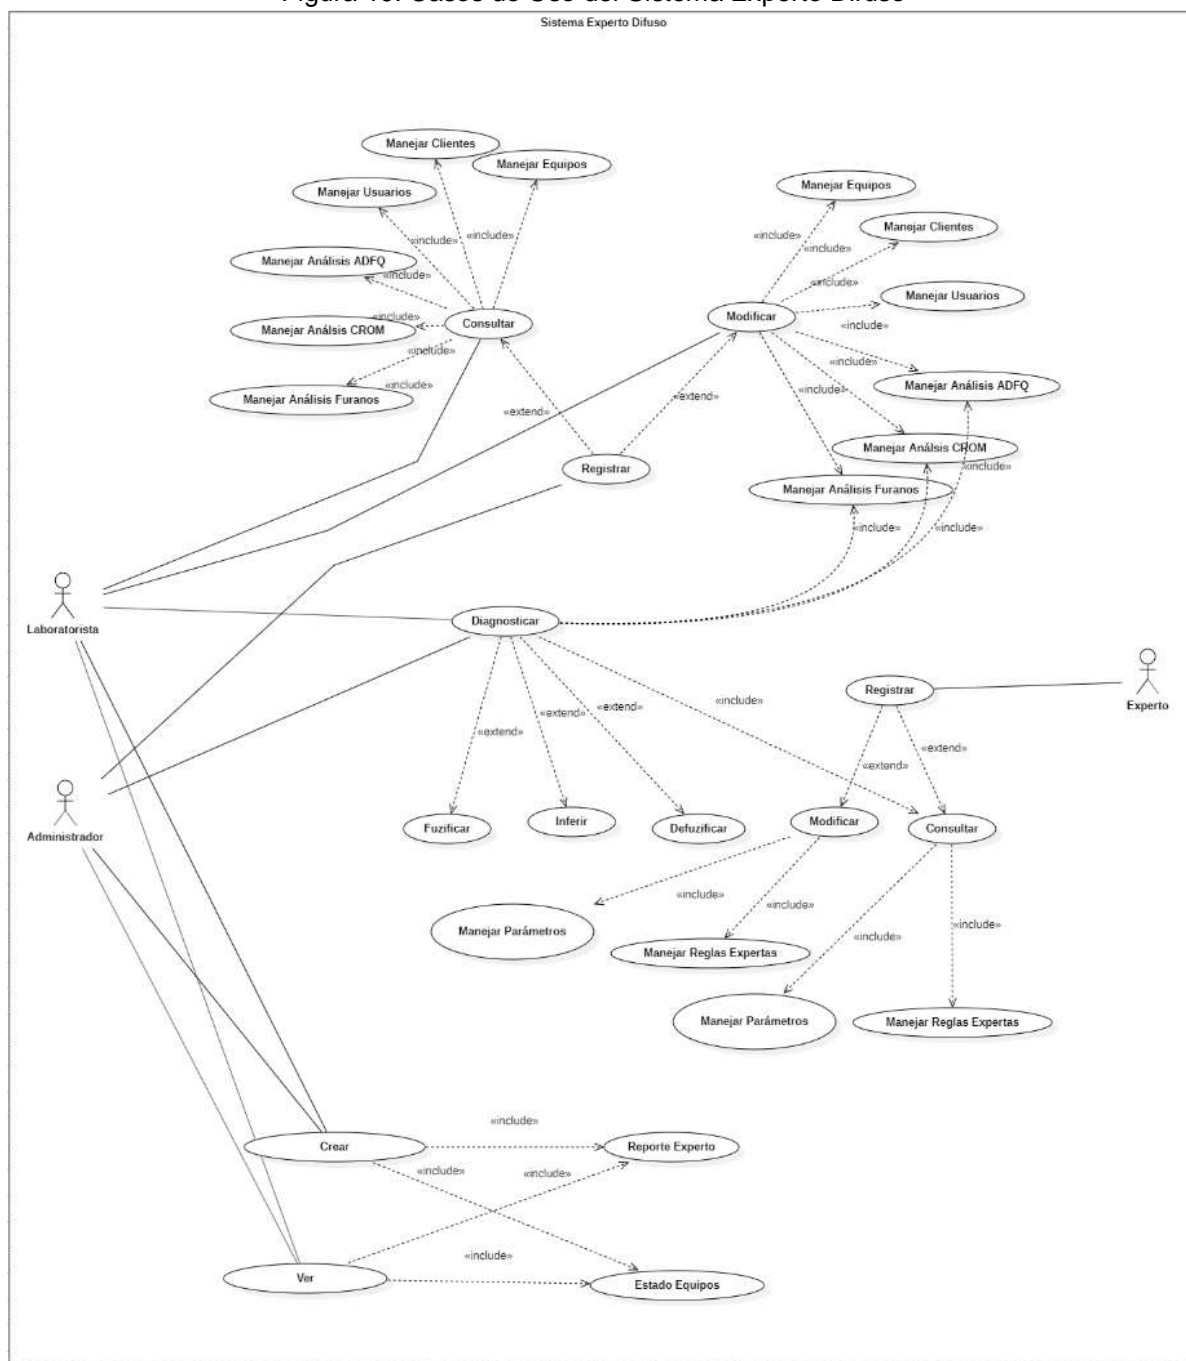 Figura 10. Casos de Uso del Sistema Experto Difuso
Sistema Experto Difuso
Manejar Clientes
Manejar Equipos
Manejar Usuarios
Manejar Análisis ADFQ
Manejar Análsis CROM
Manejar Análisis Furanos
«include»
«include»
«include»
«include»
«include»
«include»
Consultar
Manejar Equipos
Manejar Clientes
Manejar Usuarios
Manejar Análisis ADFQ
Manejar Análsis CROM
Manejar Análisis Furanos
«include»
«include»
«include»
«include»
«include»
«include»
Modificar
«extend»
«extend»
Registrar
«include»
«include»
«include»
Laboratorista
Diagnosticar
Registrar
Experto
«include»
«extend»
«extend»
«extend»
«extend»
«extend»
Administrador
Fuzificar
Inferir
Defuzificar
Modificar
Consultar
«include»
«include»
«include»
«include»
Manejar Parámetros
Manejar Reglas Expertas
Manejar Parámetros
Manejar Reglas Expertas
«include»
Crear
Reporte Experto
«include»
«include»
«include»
Ver
Estado Equipos